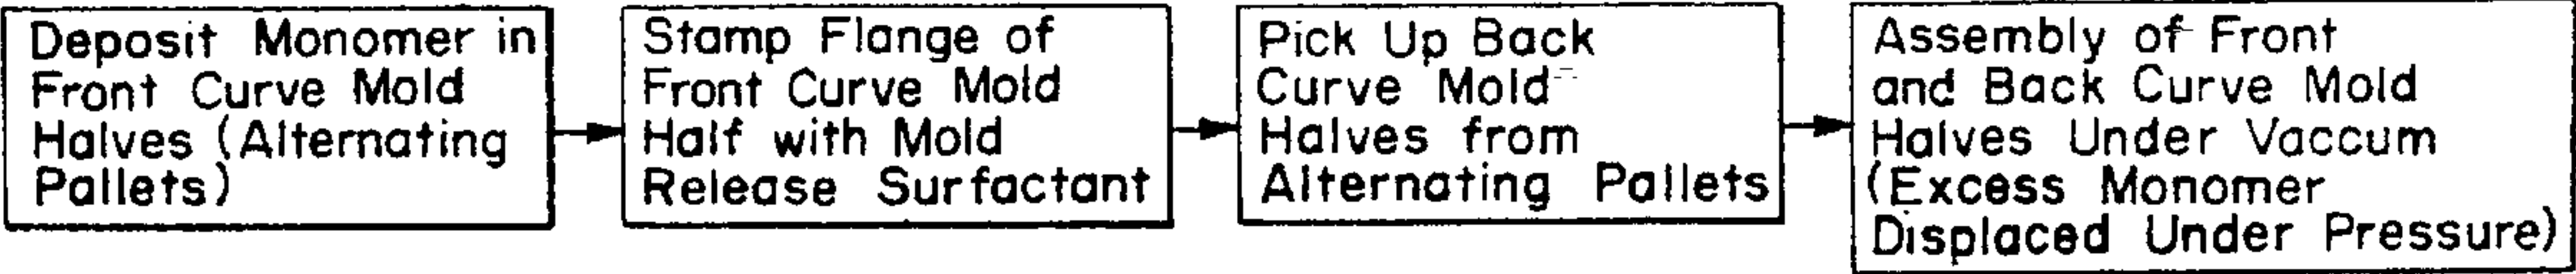 Deposit Monomer in
Front Curve Mold
Halves (Alternating
Pallets)
Stamp Flange of
Front Curve Mold
Half with Mold
Release Surfactant
Pick Up Back
Curve Mold
Halves from
Alternating Pallets
Assembly of Front
and Back Curve Mold
Halves Under Vaccum
(Excess Monomer
Displaced Under Pressure)